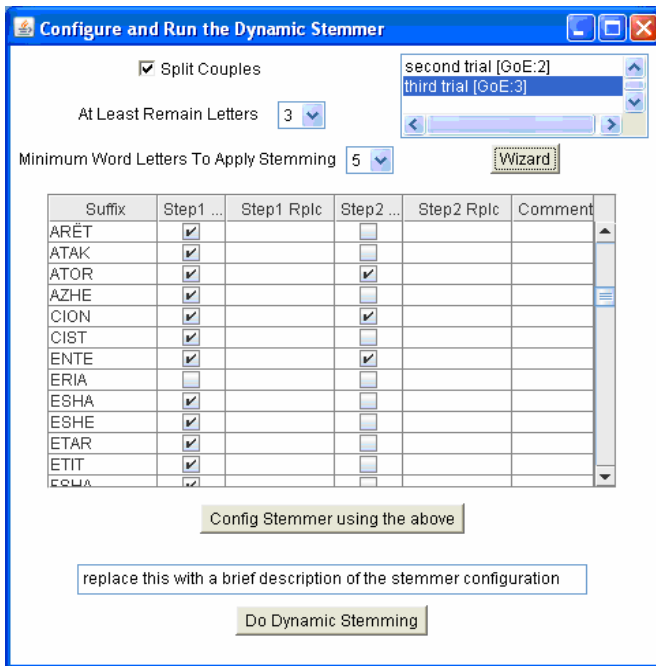 Configure and Run the Dynamic Stemmer
Split Couples
second trial [GoE:2]
third trial [GoE:3]
At Least Remain Letters 3
Minimum Word Letters To Apply Stemming 5
Wizard
Suffix Step1 ... Step1 Rplc Step2 ... Step2 Rplc Comment
ARËT
ATAK
ATOR
AZHE
CION
CIST
ENTE
ERIA
ESHA
ESHE
ETAR
ETIT
Config Stemmer using the above
replace this with a brief description of the stemmer configuration
Do Dynamic Stemming